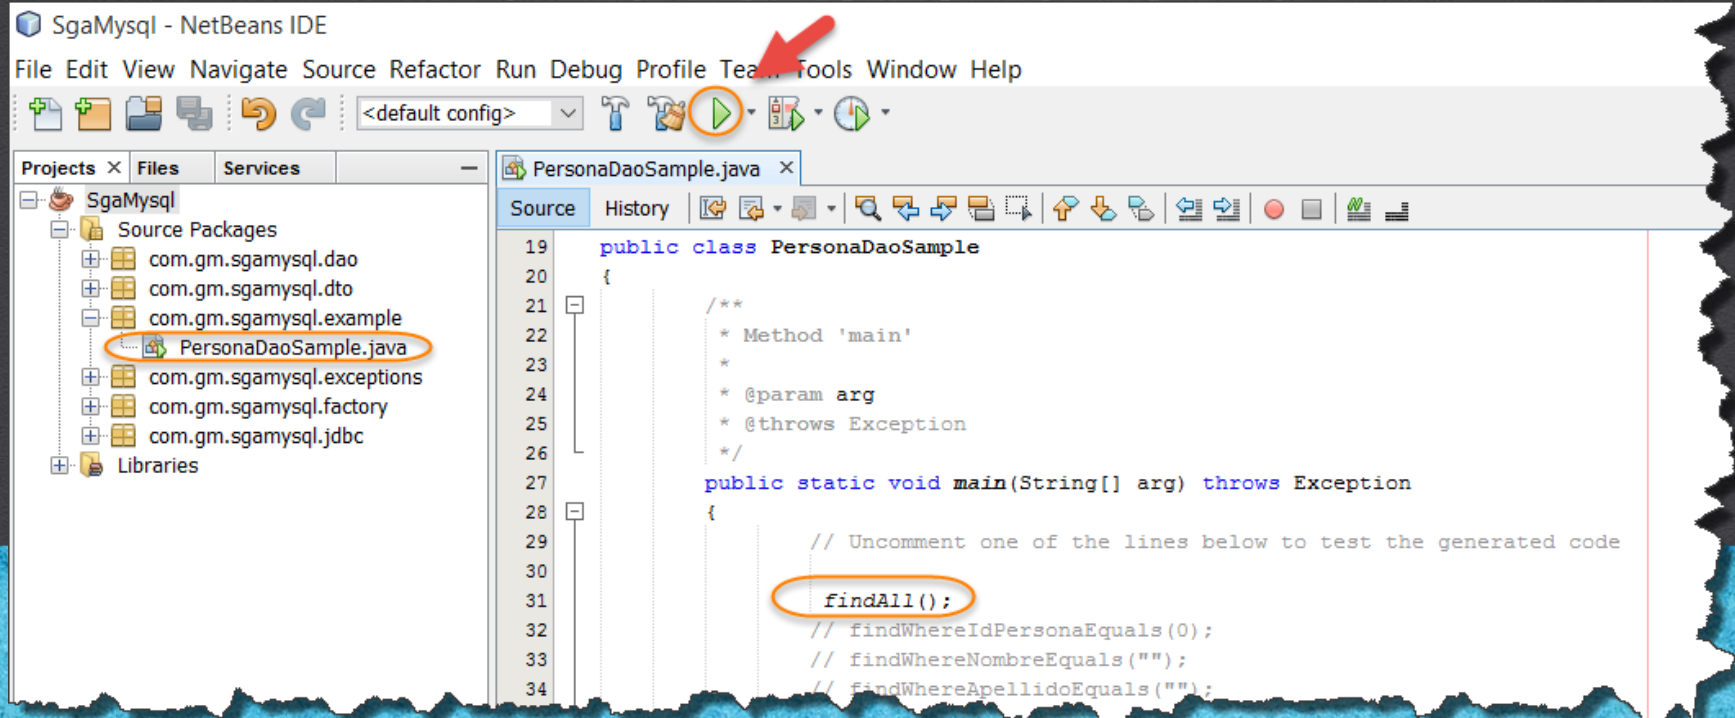 SgaMysql - NetBeans IDE
File Edit View Navigate Source Refactor Run Debug Profile Team Tools Window Help
<default config>
Projects Files Services
SgaMysql
Source Packages
com.gm.sgamysql.dao
com.gm.sgamysql.dto
com.gm.sgamysql.example
PersonaDaoSample.java
com.gm.sgamysql.exceptions
com.gm.sgamysql.factory
com.gm.sgamysql.jdbc
Libraries
PersonaDaoSample.java
Source History
19 public class PersonaDaoSample
20 {
21 /**
22 * Method 'main'
23 *
24 * @param arg
25 * @throws Exception
26 */
27 public static void main(String[] arg) throws Exception
28 {
29 // Uncomment one of the lines below to test the generated code
30
31 findAll();
32 // findWhereIdPersonaEquals(0);
33 // findWhereNombreEquals("");
34 // findWhereApellidoEquals("");